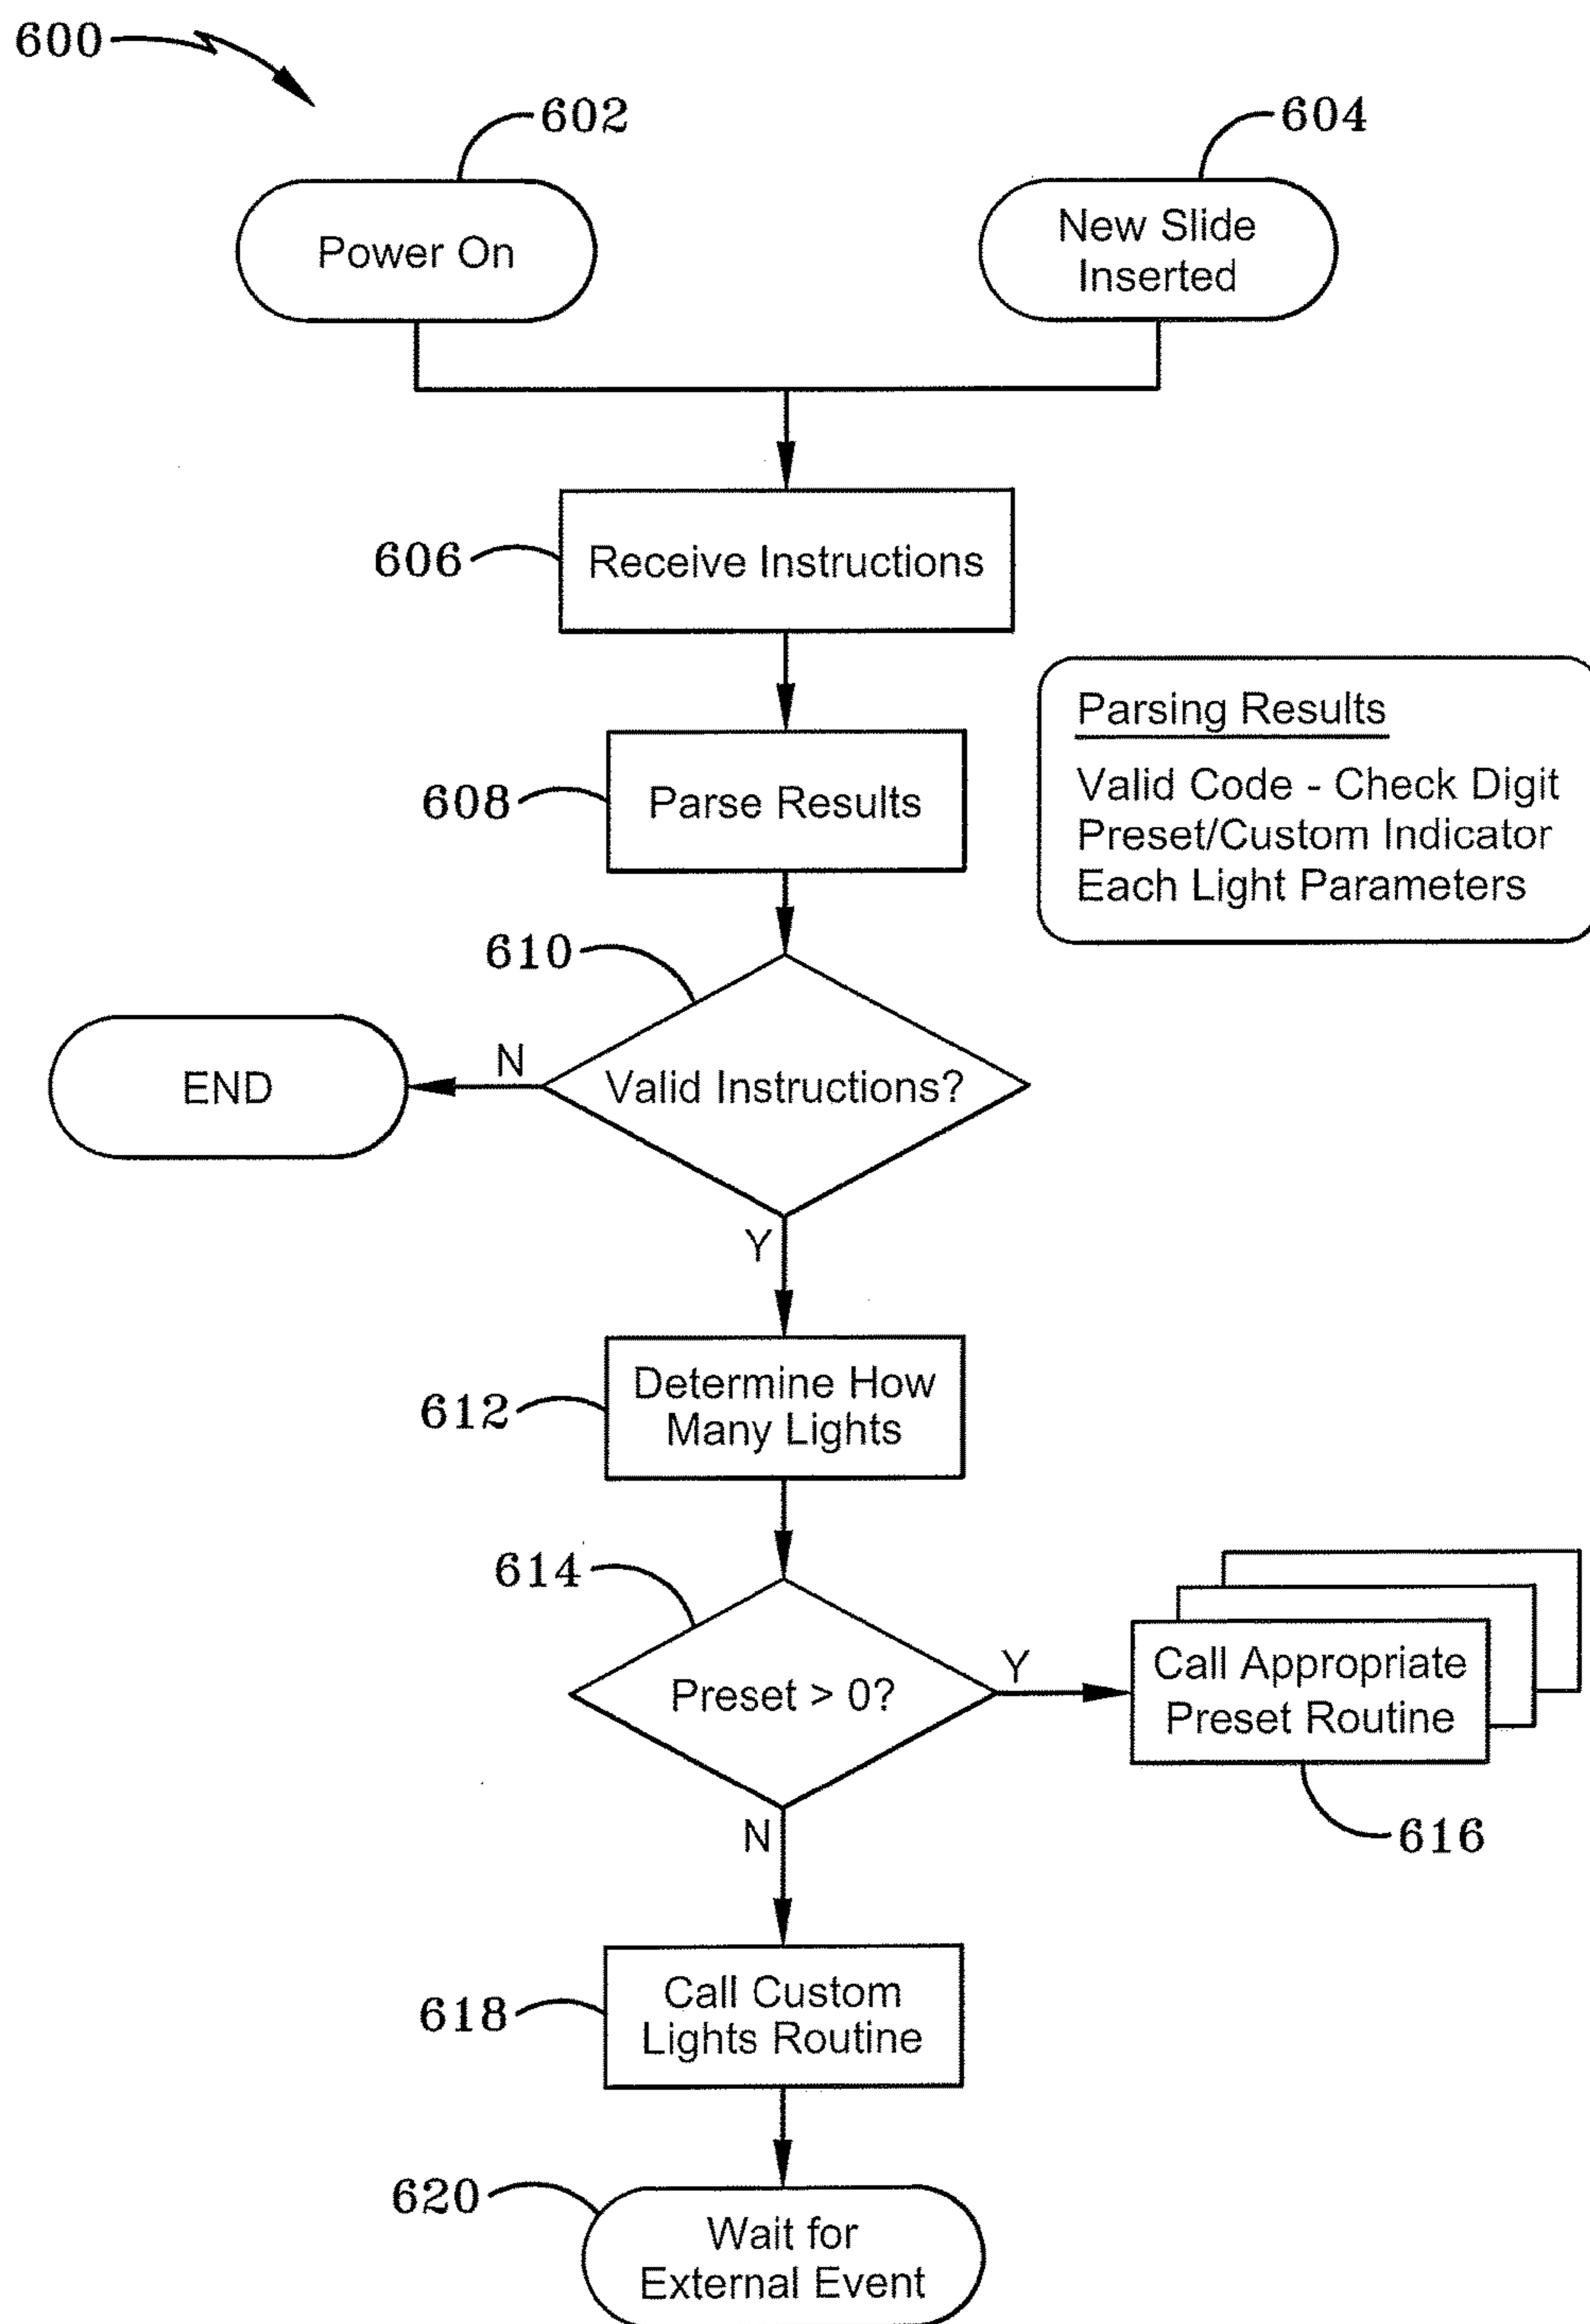 600
602
604
Power On
New Slide
Inserted
606
Receive Instructions
608
Parse Results
Parsing Results
Valid Code - Check Digit
Preset/Custom Indicator
Each Light Parameters
610
END
N
Valid Instructions?
Y
612
Determine How
Many Lights
614
Preset > 0?
Y
Call Appropriate
Preset Routine
616
N
618
Call Custom
Lights Routine
620
Wait for
External Event